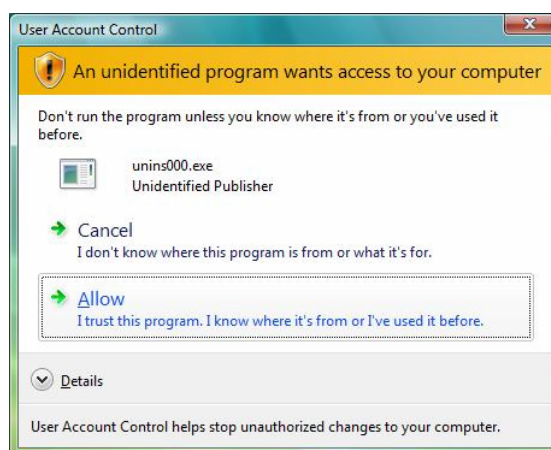 User Account Control
An unidentified program wants access to your computer
Don't run the program unless you know where it's from or you've used it
before.
unins000.exe
Unidentified Publisher
Cancel
I don't know where this program is from or what it's for.
Allow
I trust this program. I know where it's from or I've used it before.
Details
User Account Control helps stop unauthorized changes to your computer.